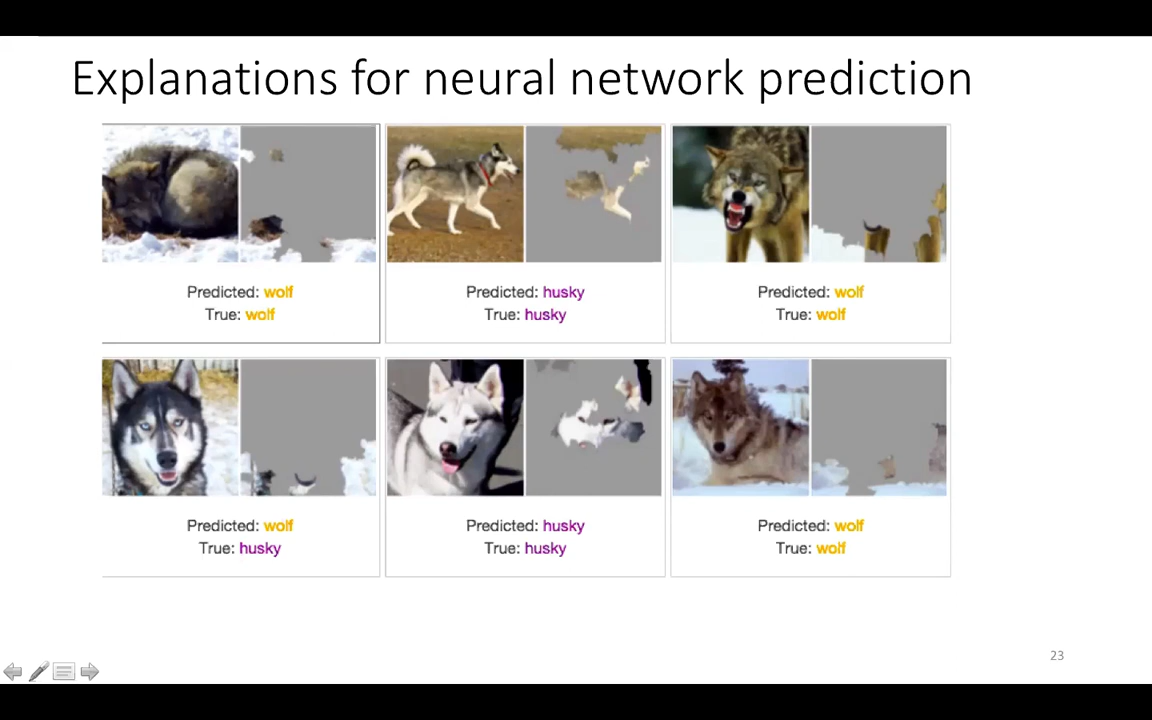 Explanations for neural network prediction
Predicted: wolf
True: wolf
Predicted: husky
True: husky
Predicted: wolf
True: wolf
Predicted: wolf
True: husky
Predicted: husky
True: husky
Predicted: wolf
True: wolf
23